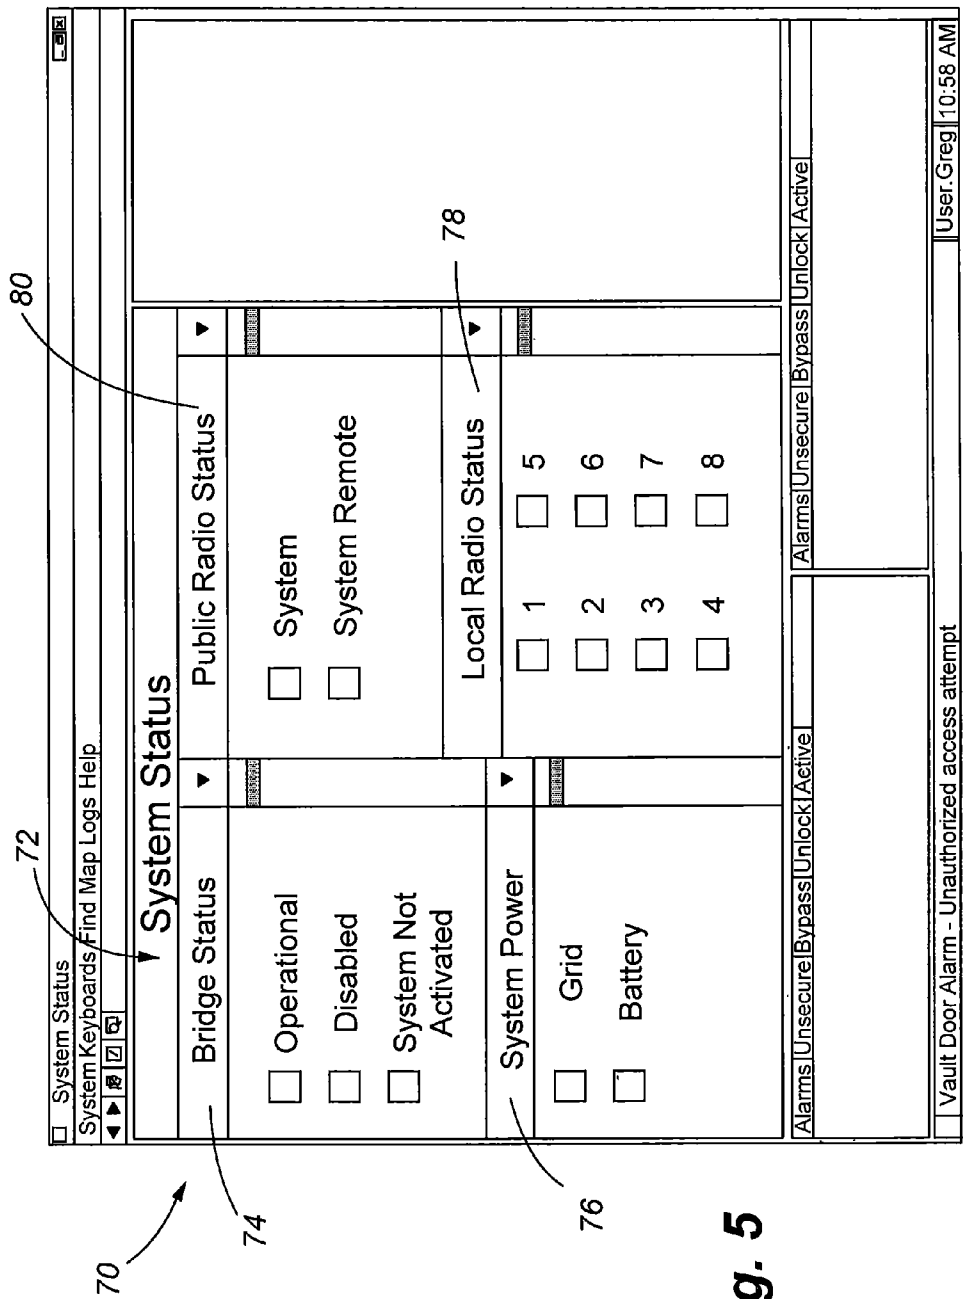 System Status
System Keyboards Find Map Logs Help
72
80
System Status
Bridge Status
Public Radio Status
Operational
Disabled
System Not
Activated
System
System Remote
System Power
Grid
Battery
Local Radio Status
1 5
2 6
3 7
4 8
78
70
74
76
Alarms Unsecure Bypass Unlock Active
Alarms Unsecure Bypass Unlock Active
Vault Door Alarm - Unauthorized access attempt
User.Greg 10:58 AM
g. 5